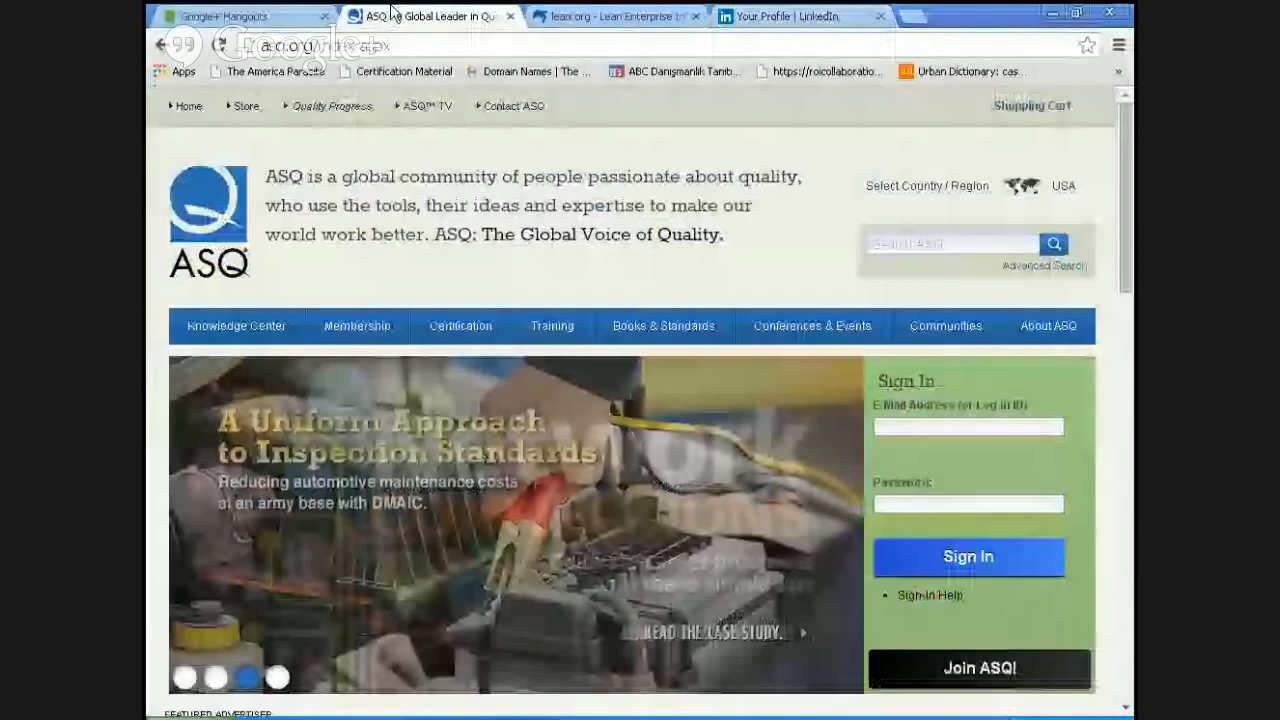 Google+ Hangouts
ASQ
Global Leader in Qu
lean.org - Lean Enterprise In
Your Profile | LinkedIn
Google+
Apps
The America
Certification Material
Domain Names | The ...
ABC Danışmanlık Tanıtı...
https://roicollaboratio...
Urban Dictionary: cas...
Home
Store
Quality Progress
ASQ™ TV
Contact ASQ
Shopping Cart
ASQ is a global community of people passionate about quality,
who use the tools, their ideas and expertise to make our
world work better. ASQ: The Global Voice of Quality.
ASQ
Select Country / Region
USA
Search ASQ
Advanced Search
Knowledge Center
Membership
Certification
Training
Books & Standards
Conferences & Events
Communities
About ASQ
A Uniform Approach
to Inspection Standards
Reducing automotive maintenance costs
at an army base with DMAIC.
READ THE CASE STUDY.
Sign In
E-Mail Address (or Log in ID)
Password:
Sign In
Sign-In Help
Join ASQ!
FEATURED ADVERTISER